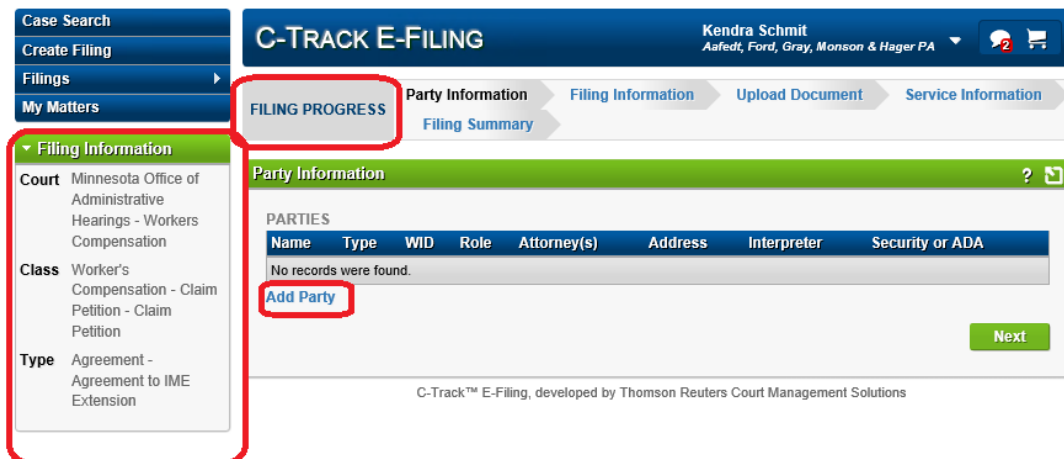 Case Search
Create Filing
Filings
My Matters
Filing Information
Court Minnesota Office of
Administrative
Hearings - Workers
Compensation
Class Worker's
Compensation - Claim
Petition - Claim
Petition
Type Agreement -
Agreement to IME
Extension
C-TRACK E-FILING
Kendra Schmit
Aafedt, Ford, Gray, Monson & Hager PA
2
FILING PROGRESS
Party Information Filing Information Upload Document Service Information
Filing Summary
Party Information ?
PARTIES
Name Type WID Role Attorney(s) Address Interpreter Security or ADA
No records were found.
Add Party
Next
C-Track™ E-Filing, developed by Thomson Reuters Court Management Solutions